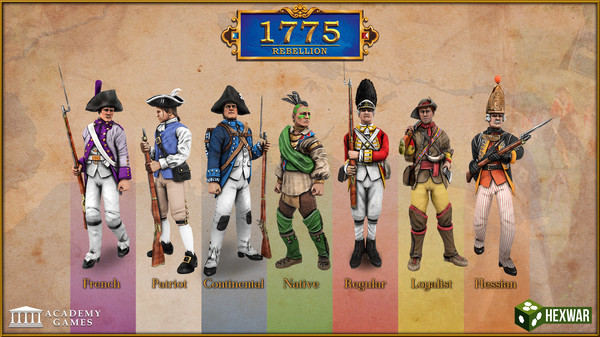 1775
REBELLION
French
Patriot
Continental
Native
Regular
Loyalist
Hessian
ACADEMY
GAMES
HEXWAR